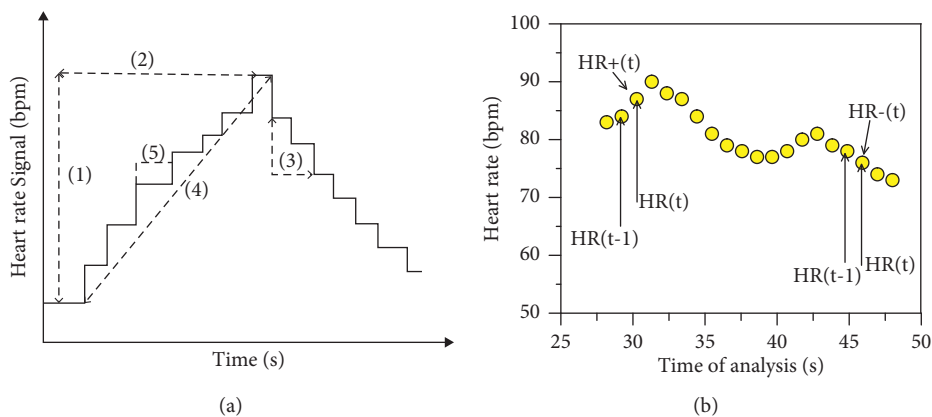 Heart rate Signal (bpm)
(1)
(2)
(3)
(4)
(5)
Time (s)
(a)
Heart rate (bpm)
100
90
80
70
60
50
25
30
35
40
45
50
HR+(t)
HR(t)
HR(t-1)
HR-(t)
HR(t-1)
HR(t)
Time of analysis (s)
(b)